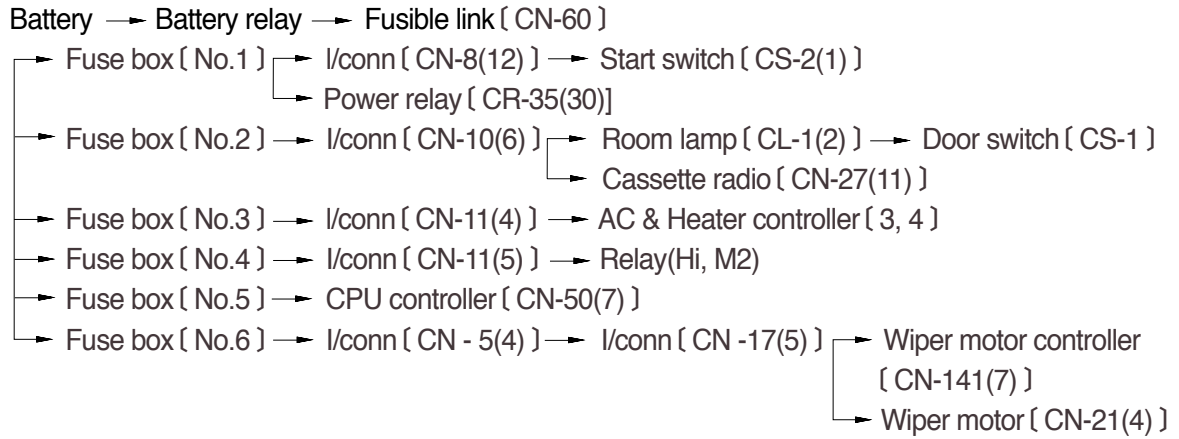 Battery → Battery relay → Fusible link〔 CN-60 〕
Fuse box〔 No.1 〕 → I/conn〔 CN-8(12) 〕 → Start switch〔 CS-2(1) 〕
→ Power relay〔 CR-35(30)]
Fuse box〔 No.2 〕 → I/conn〔 CN-10(6) 〕 → Room lamp〔 CL-1(2) 〕 → Door switch〔 CS-1 〕
→ Cassette radio〔 CN-27(11) 〕
Fuse box〔 No.3 〕 → I/conn〔 CN-11(4) 〕 → AC & Heater controller〔 3, 4 〕
Fuse box〔 No.4 〕 → I/conn〔 CN-11(5) 〕 → Relay(Hi, M2)
Fuse box〔 No.5 〕 → CPU controller〔 CN-50(7) 〕
Fuse box〔 No.6 〕 → I/conn〔 CN - 5(4) 〕 → I/conn〔 CN -17(5) 〕 → Wiper motor controller
〔 CN-141(7) 〕
→ Wiper motor〔 CN-21(4) 〕